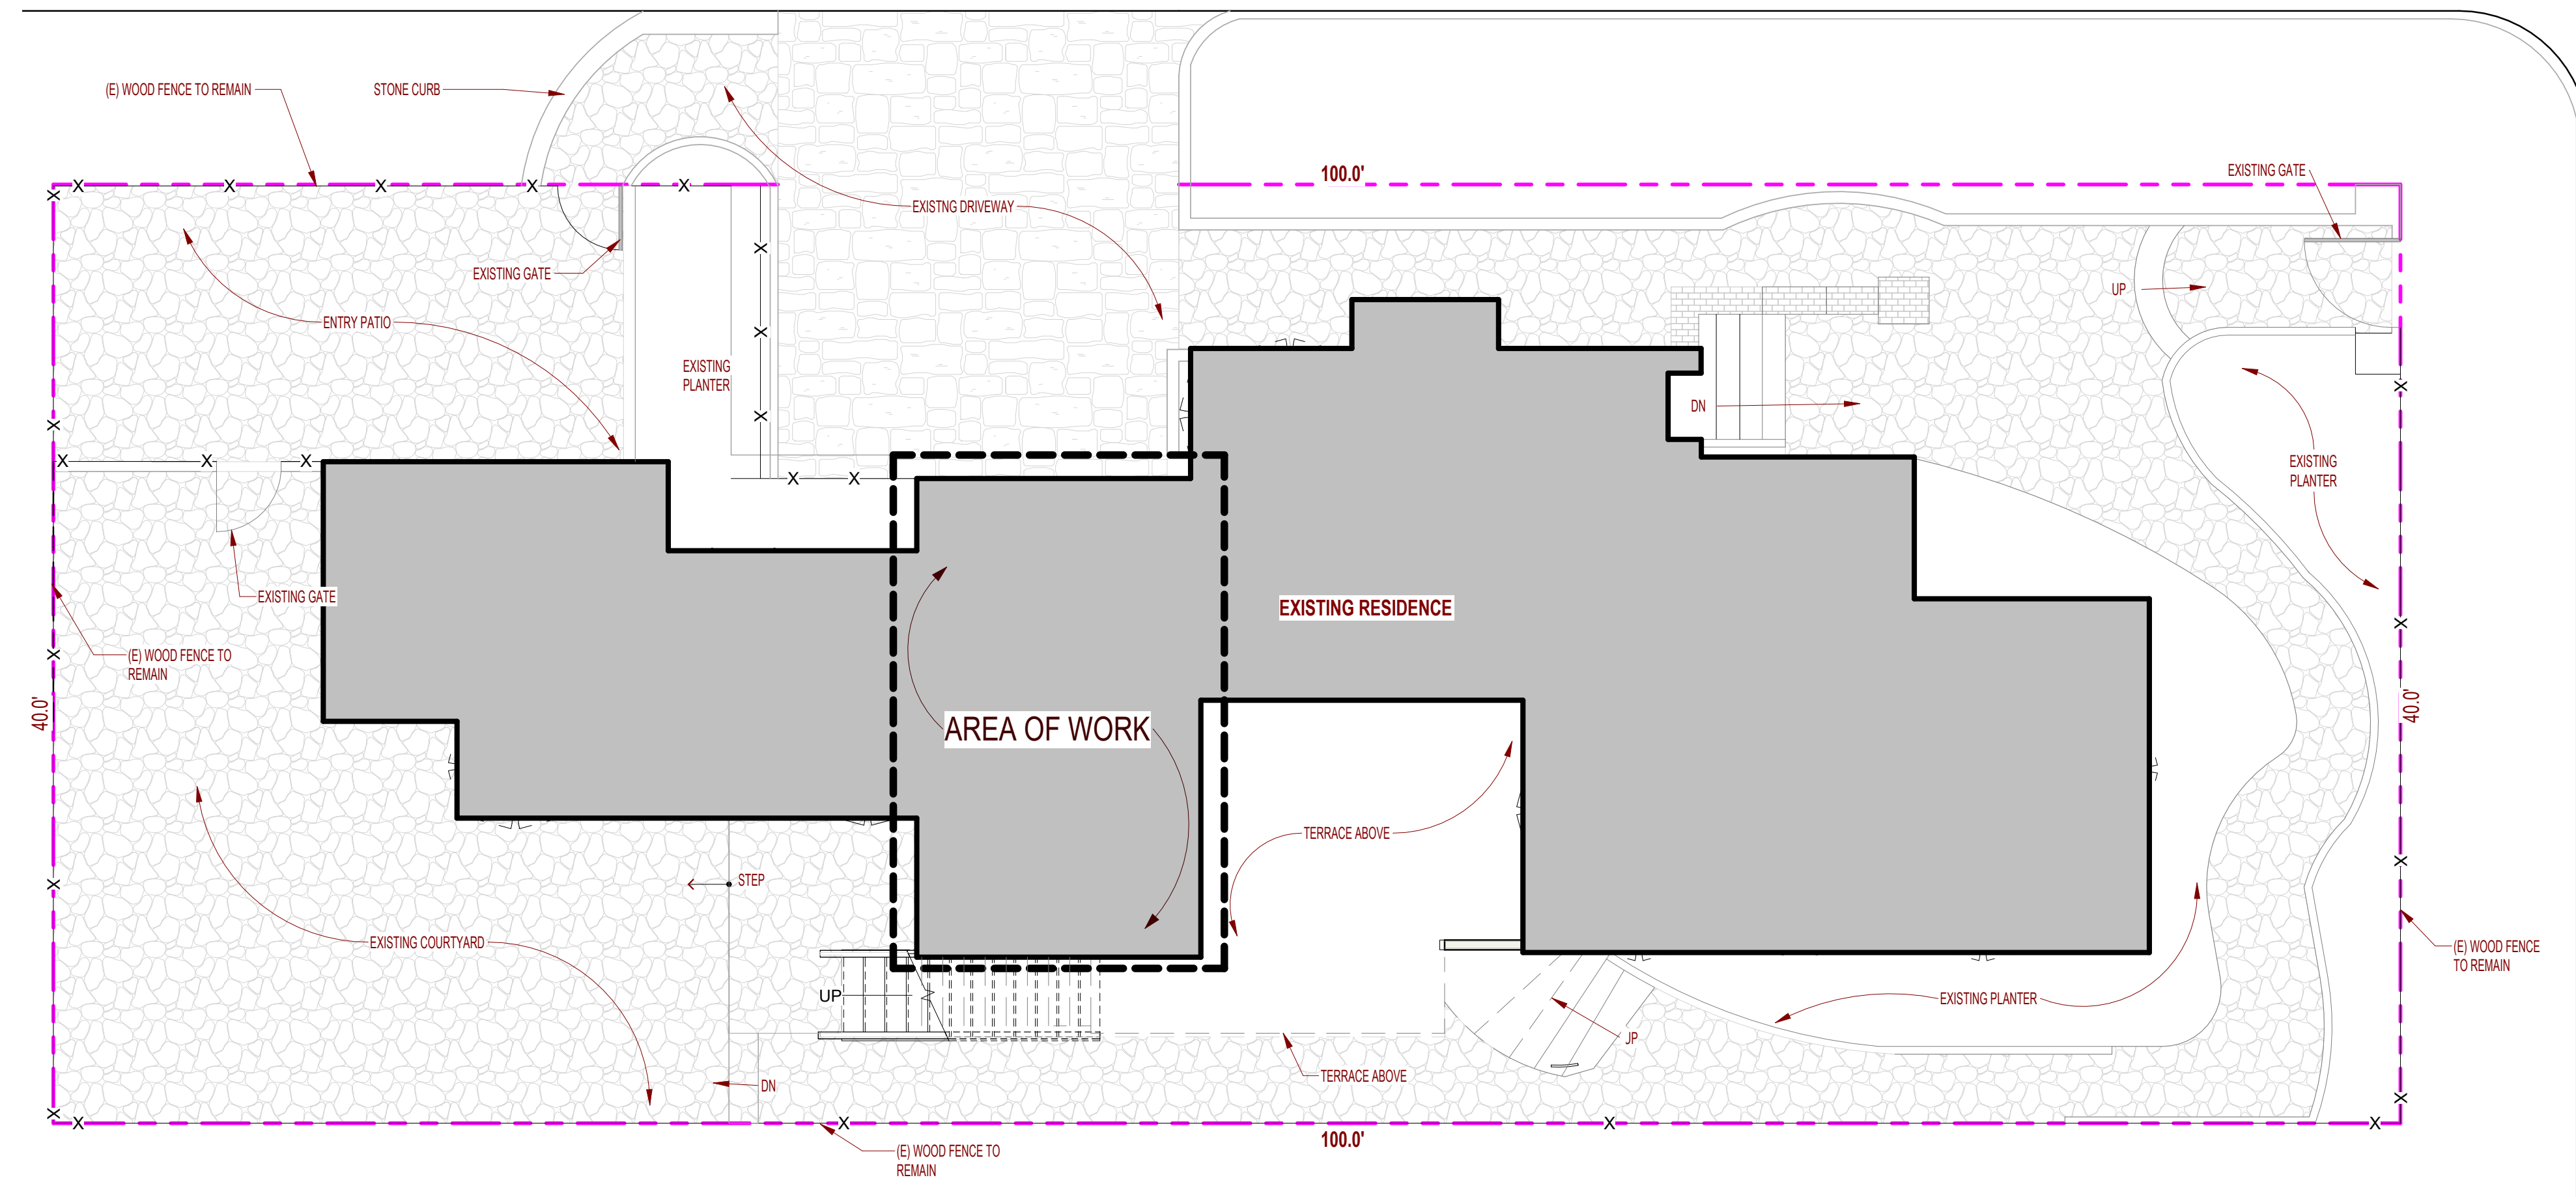 (E) WOOD FENCE TO REMAIN
STONE CURB
100.0'
EXISTING GATE
EXISTNG DRIVEWAY
EXISTING GATE
UP
ENTRY PATIO
EXISTING
PLANTER
DN
EXISTING
PLANTER
EXISTING GATE
EXISTING RESIDENCE
(E) WOOD FENCE TO
REMAIN
40.0'
40.0'
AREA OF WORK
TERRACE ABOVE
STEP
EXISTING COURTYARD
(E) WOOD FENCE
TO REMAIN
UP
EXISTING PLANTER
JP
TERRACE ABOVE
DN
100.0'
(E) WOOD FENCE TO
REMAIN